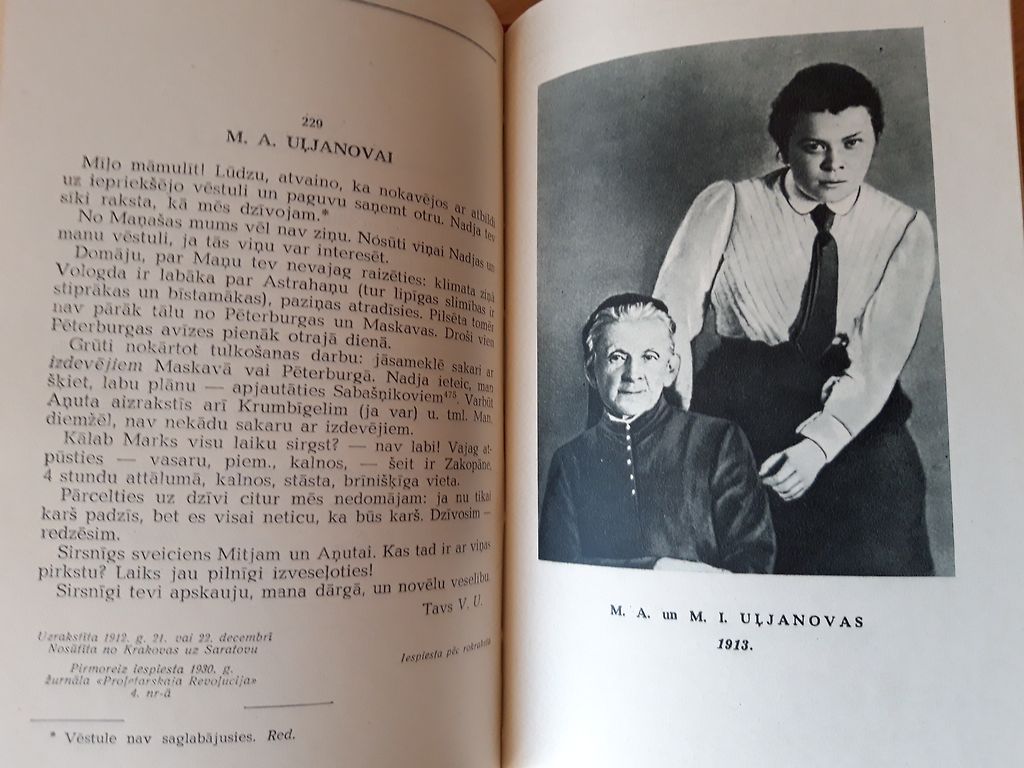 229
M. A. UĻJANOVAI
Miļo māmulīt! Lūdzu, atvaino, ka nokavējos ar atbildi
uz iepriekšējo vēstuli un paguvu saņemt otru. Nadja tev
sīki raksta, kā mēs dzīvojam.*
No Maņašas mums vēl nav ziņu. Nosūti viņai Nadjas un
manu vēstuli, ja tās viņu var interesēt.
Domāju, par Maņu tev nevajag raizēties: klimata ziņā
Vologda ir labāka par Astrahaņu (tur lipīgas slimības ir
stiprākas un bīstamākas), paziņas atradīsies. Pilsēta tomēr
nav pārāk tālu no Pēterburgas un Maskavas. Droši vien
Pēterburgas avīzes pienāk otrajā dienā.
Grūti nokārtot tulkošanas darbu: jāsameklē sakari ar
izdevējiem Maskavā vai Pēterburgā. Nadja ieteic, man
šķiet, labu plānu — apjautāties Sabašņikoviem⁴⁷⁵. Varbūt
Aņuta aizrakstīs arī Krumbīgelim (ja var) u. tml. Man,
diemžēl, nav nekādu sakaru ar izdevējiem.
Kālab Marks visu laiku sirgst? — nav labi! Vajag at-
pūsties — vasaru, piem., kalnos, — šeit ir Zakopāne,
4 stundu attālumā, kalnos, stāsta, brīnišķīga vieta.
Pārcelties uz dzīvi citur mēs nedomājam: ja nu tikai
karš padzīs, bet es visai neticu, ka būs karš. Dzīvosim —
redzēsim.
Sirsnīgs sveiciens Mitjam un Aņutai. Kas tad ir ar viņas
pirkstu? Laiks jau pilnīgi izveseļoties!
Sirsnīgi tevi apskauju, mana dārgā, un novēlu veselību.
Tavs V. U.
Uzrakstīta 1912. g. 21. vai 22. decembrī
Nosūtīta no Krakovas uz Saratovu
Pirmoreiz iespiesta 1930. g.
žurnāla «Proļetarskaja Revoļucija»
4. nr-ā
Iespiesta pēc rokraksta
* Vēstule nav saglabājusies. Red.
M. A. un M. I. UĻJANOVAS
1913.